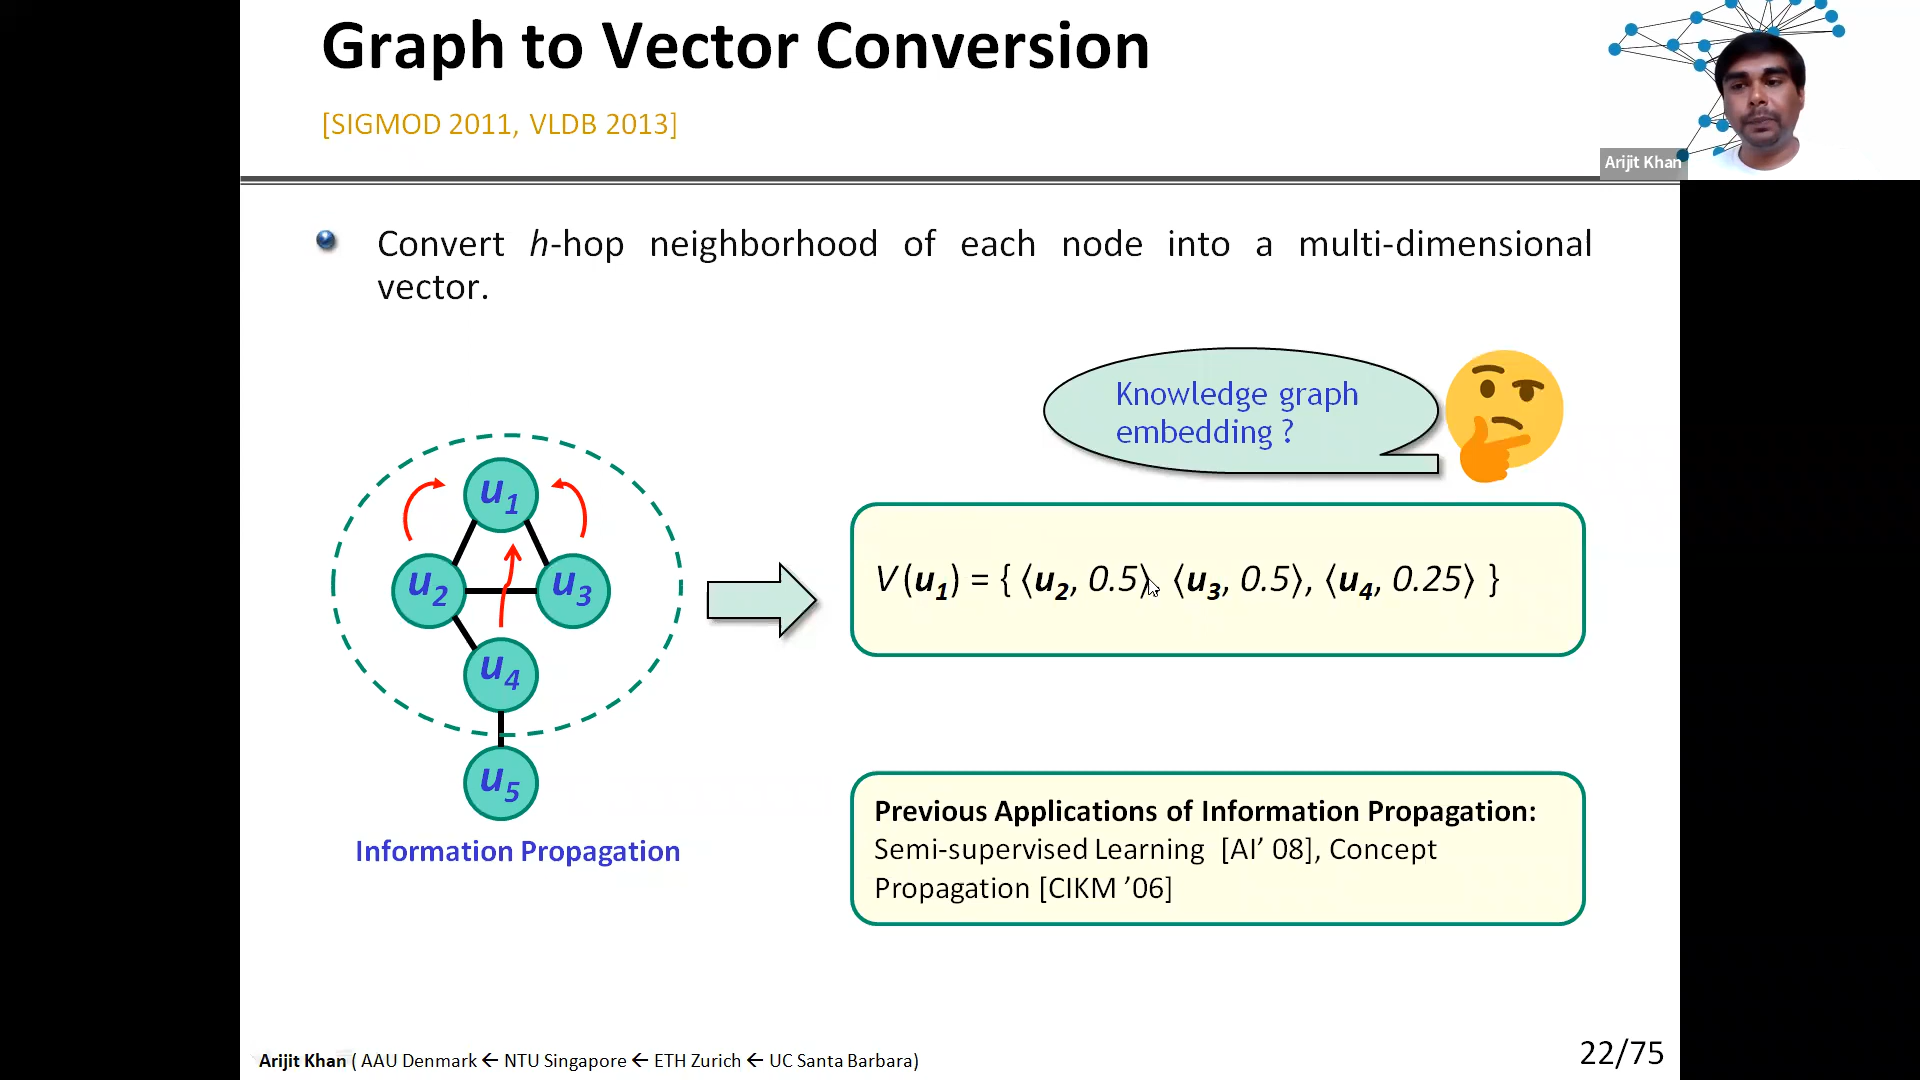 Graph to Vector Conversion
[SIGMOD 2011, VLDB 2013]
Arijit Khan
Convert h-hop neighborhood of each node into a multi-dimensional
vector.
Knowledge graph
embedding ?
u1
u2
u3
u4
u5
V (u1) = { ⟨u2, 0.5⟩, ⟨u3, 0.5⟩, ⟨u4, 0.25⟩ }
Information Propagation
Previous Applications of Information Propagation:
Semi-supervised Learning [AI’ 08], Concept
Propagation [CIKM ’06]
Arijit Khan ( AAU Denmark ← NTU Singapore ← ETH Zurich ← UC Santa Barbara)
22/75